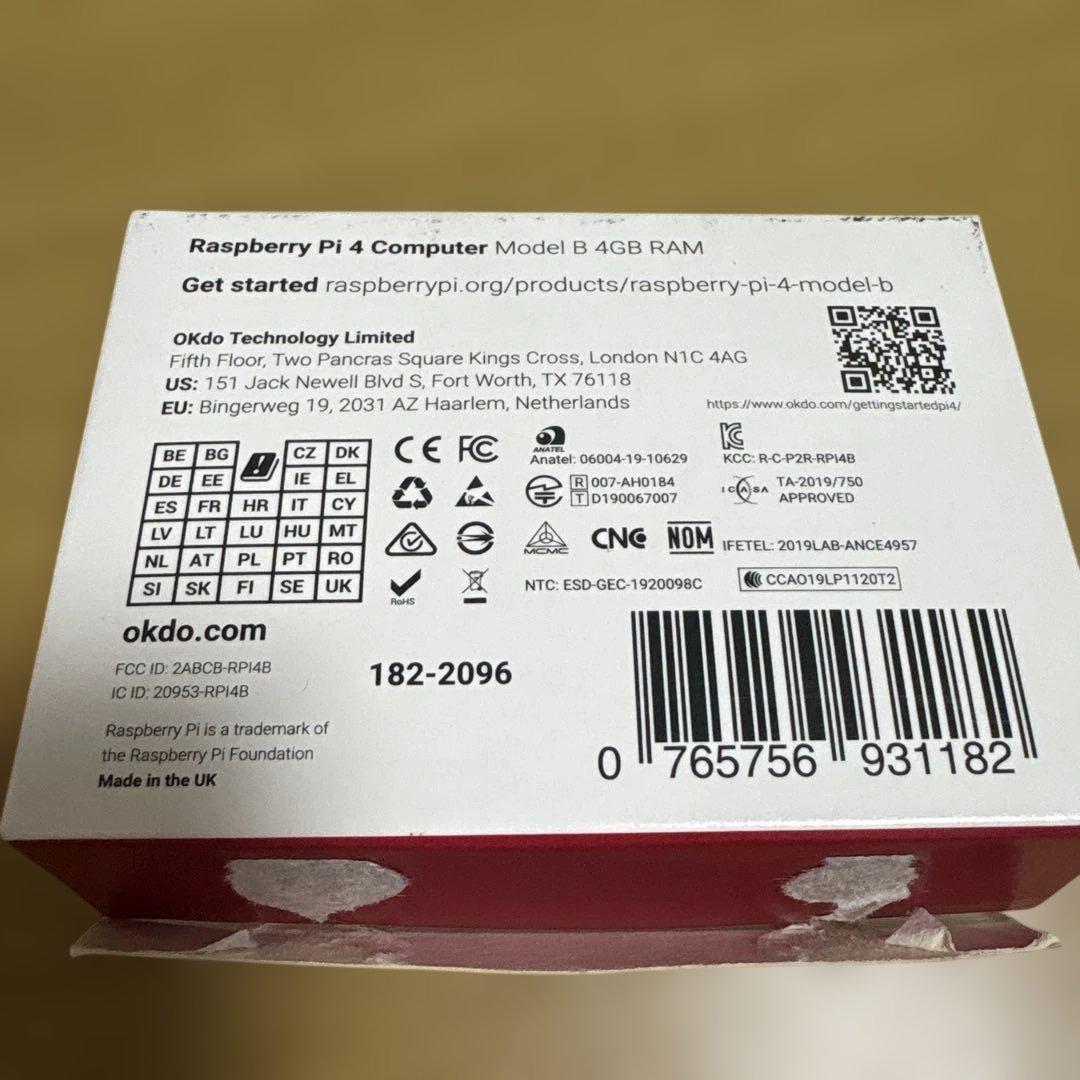 Raspberry Pi 4 Computer Model B 4GB RAM
Get started raspberrypi.org/products/raspberry-pi-4-model-b
OKdo Technology Limited
Fifth Floor, Two Pancras Square Kings Cross, London N1C 4AG
US: 151 Jack Newell Blvd S, Fort Worth, TX 76118
EU: Bingerweg 19, 2031 AZ Haarlem, Netherlands
https://www.okdo.com/gettingstartedpi4/
BE BG CZ DK
DE EE IE EL
ES FR HR IT CY
LV LT LU HU MT
NL AT PL PT RO
SI SK FI SE UK
CE FC
ANATEL
Anatel: 06004-19-10629
KCC: R-C-P2R-RPI4B
R 007-AH0184
T D190067007
ICASA
TA-2019/750
APPROVED
MCMC
CNC
NOM
IFETEL: 2019LAB-ANCE4957
RoHS
NTC: ESD-GEC-1920098C
CCAO19LP1120T2
okdo.com
FCC ID: 2ABCB-RPI4B
IC ID: 20953-RPI4B
182-2096
Raspberry Pi is a trademark of
the Raspberry Pi Foundation
Made in the UK
0 765756 931182